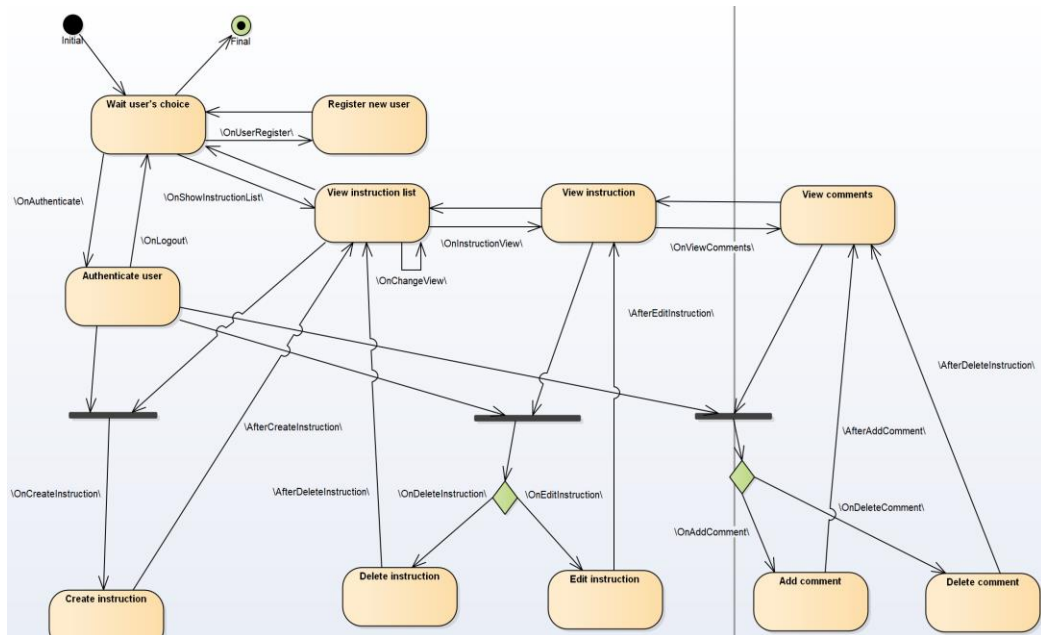 Initial
Final
Wait user's choice
Register new user
\OnUserRegister\
View instruction list
View instruction
View comments
\OnAuthenticate\
\OnShowInstructionList\
\OnLogout\
\OnInstructionView\
\OnViewComments\
\OnChangeView\
Authenticate user
\AfterEditInstruction\
\AfterDeleteInstruction\
\AfterCreateInstruction\
\AfterAddComment\
\OnCreateInstruction\
\AfterDeleteInstruction\
\OnDeleteInstruction\
\OnEditInstruction\
\OnDeleteComment\
\OnAddComment\
Create instruction
Delete instruction
Edit instruction
Add comment
Delete comment